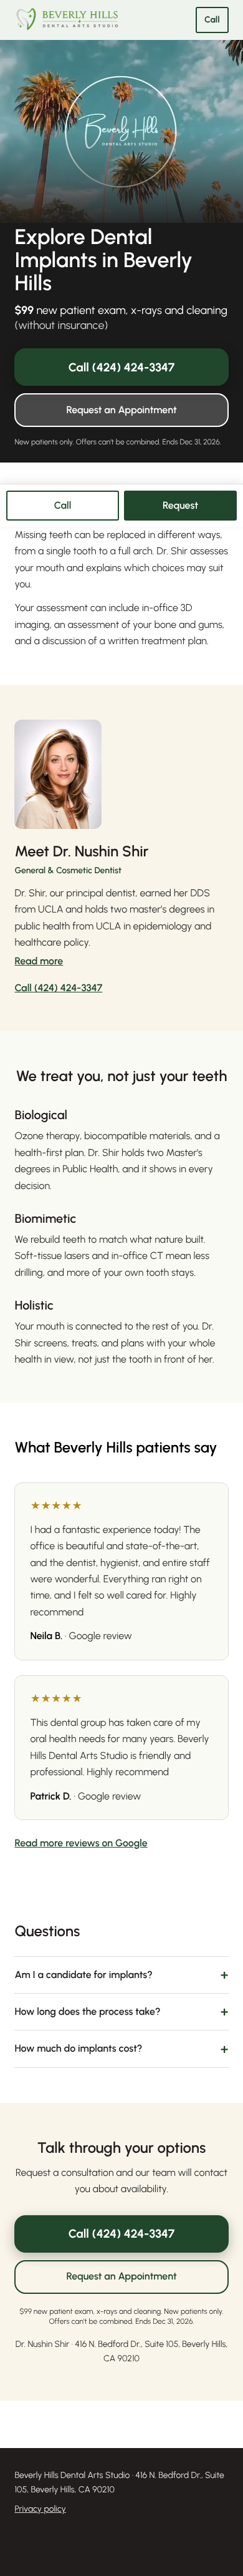 BEVERLY HILLS
DENTAL ARTS STUDIO
Call
Beverly Hills
DENTAL ARTS STUDIO
Explore Dental
Implants in Beverly
Hills
$99 new patient exam, x-rays and cleaning
(without insurance)
Call (424) 424-3347
Request an Appointment
New patients only. Offers can't be combined. Ends Dec 31, 2026.
Call
Request
Missing teeth can be replaced in different ways,
from a single tooth to a full arch. Dr. Shir assesses
your mouth and explains which choices may suit
you.
Your assessment can include in-office 3D
imaging, an assessment of your bone and gums,
and a discussion of a written treatment plan.
Meet Dr. Nushin Shir
General & Cosmetic Dentist
Dr. Shir, our principal dentist, earned her DDS
from UCLA and holds two master's degrees in
public health from UCLA in epidemiology and
healthcare policy.
Read more
Call (424) 424-3347
We treat you, not just your teeth
Biological
Ozone therapy, biocompatible materials, and a
health-first plan. Dr. Shir holds two Master's
degrees in Public Health, and it shows in every
decision.
Biomimetic
We rebuild teeth to match what nature built.
Soft-tissue lasers and in-office CT mean less
drilling, and more of your own tooth stays.
Holistic
Your mouth is connected to the rest of you. Dr.
Shir screens, treats, and plans with your whole
health in view, not just the tooth in front of her.
What Beverly Hills patients say
★★★★★
I had a fantastic experience today! The
office is beautiful and state-of-the-art,
and the dentist, hygienist, and entire staff
were wonderful. Everything ran right on
time, and I felt so well cared for. Highly
recommend
Neila B. · Google review
★★★★★
This dental group has taken care of my
oral health needs for many years. Beverly
Hills Dental Arts Studio is friendly and
professional. Highly recommend
Patrick D. · Google review
Read more reviews on Google
Questions
Am I a candidate for implants? +
How long does the process take? +
How much do implants cost? +
Talk through your options
Request a consultation and our team will contact
you about availability.
Call (424) 424-3347
Request an Appointment
$99 new patient exam, x-rays and cleaning. New patients only.
Offers can't be combined. Ends Dec 31, 2026.
Dr. Nushin Shir · 416 N. Bedford Dr., Suite 105, Beverly Hills,
CA 90210
Beverly Hills Dental Arts Studio · 416 N. Bedford Dr., Suite
105, Beverly Hills, CA 90210
Privacy policy